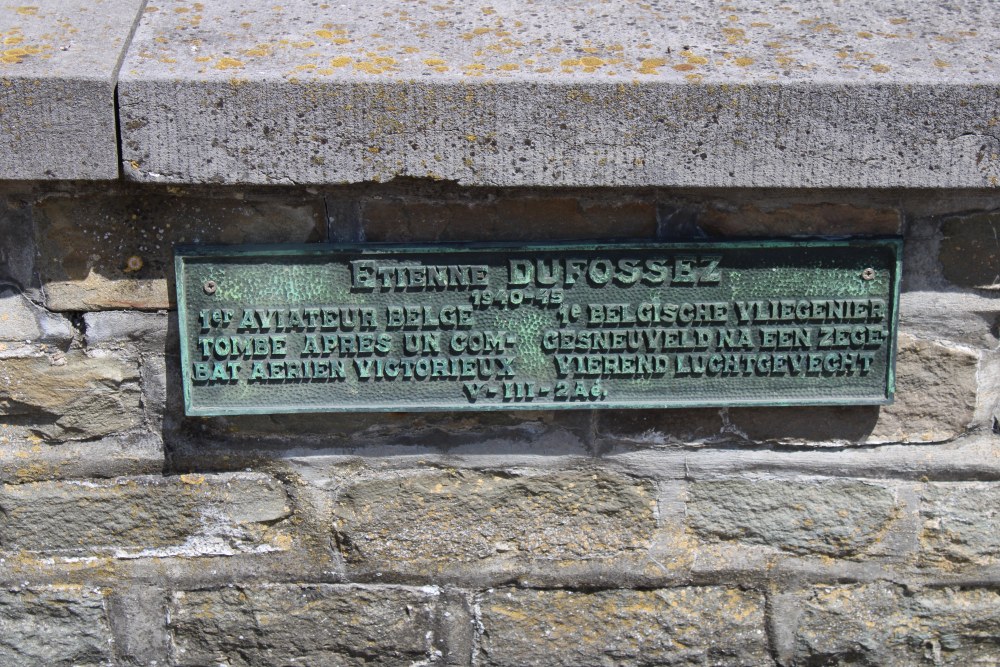 ETIENNE DUFOSSEZ
1940-45
1er AVIATEUR BELGE
TOMBE APRES UN COM-
BAT AERIEN VICTORIEUX
1e BELGISCHE VLIEGENIER
GESNEUVELD NA EEN ZEGE-
VIEREND LUCHTGEVECHT
V-III-2Aé.